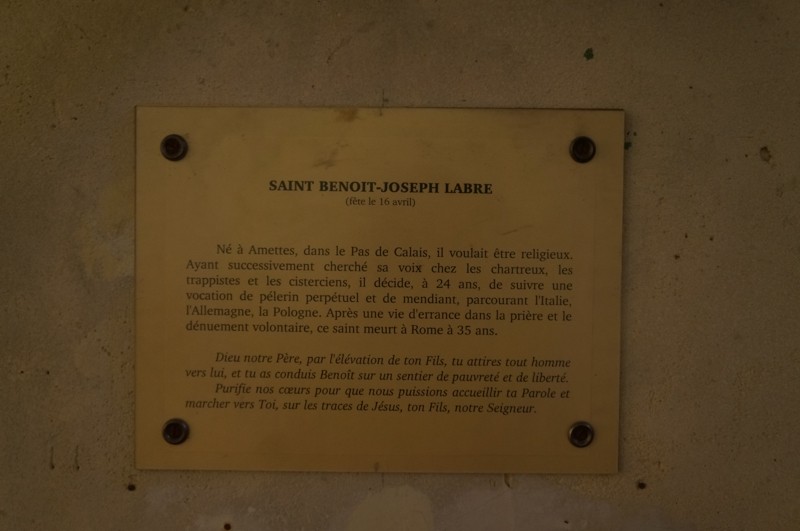 SAINT BENOIT-JOSEPH LABRE
(fête le 16 avril)
Né à Amettes, dans le Pas de Calais, il voulait être religieux.
Ayant successivement cherché sa voix chez les chartreux, les
trappistes et les cisterciens, il décide, à 24 ans, de suivre une
vocation de pélerin perpétuel et de mendiant, parcourant l'Italie,
l'Allemagne, la Pologne. Après une vie d'errance dans la prière et le
dénuement volontaire, ce saint meurt à Rome à 35 ans.
Dieu notre Père, par l'élévation de ton Fils, tu attires tout homme
vers lui, et tu as conduis Benoît sur un sentier de pauvreté et de liberté.
Purifie nos cœurs pour que nous puissions accueillir ta Parole et
marcher vers Toi, sur les traces de Jésus, ton Fils, notre Seigneur.